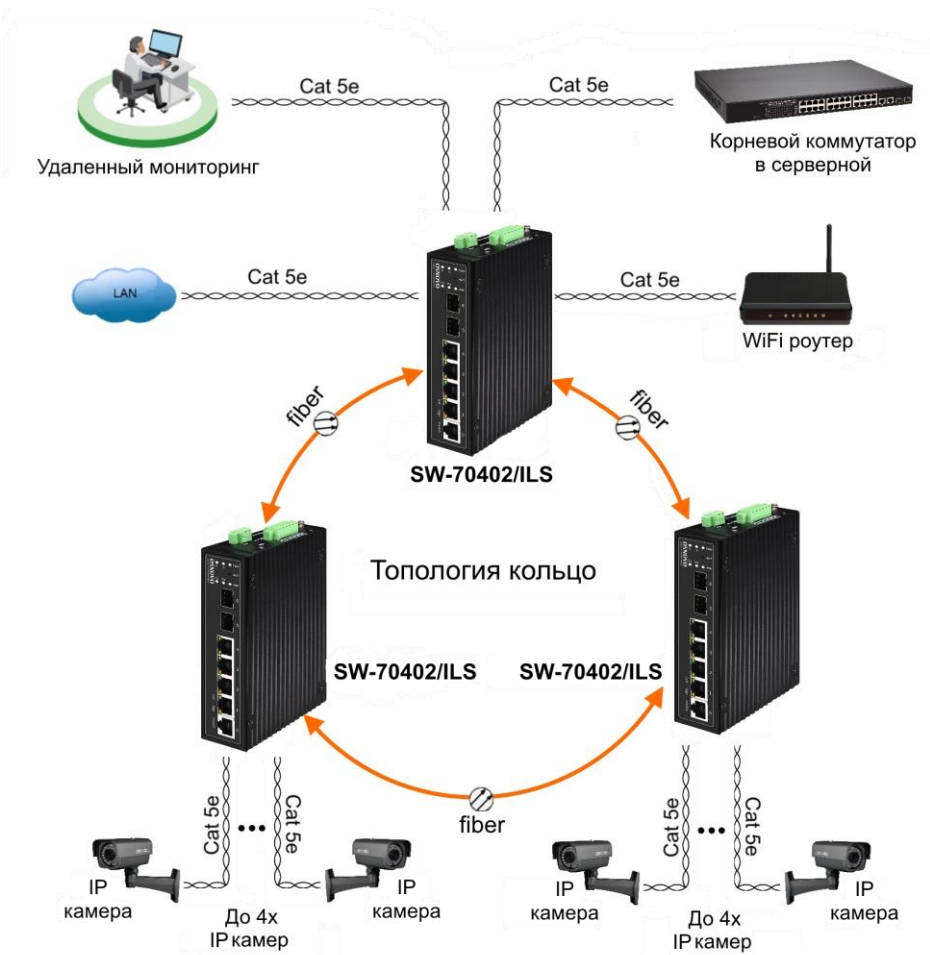 Cat 5e
Cat 5e
Удаленный мониторинг
Корневой коммутатор
в серверной
LAN
Cat 5e
Cat 5e
WiFi роутер
fiber
fiber
SW-70402/ILS
Топология кольцо
SW-70402/ILS
SW-70402/ILS
fiber
Cat 5e
Cat 5e
Cat 5e
Cat 5e
IP
камера
IP
камера
IP
камера
IP
камера
До 4х
IP камер
До 4х
IP камер